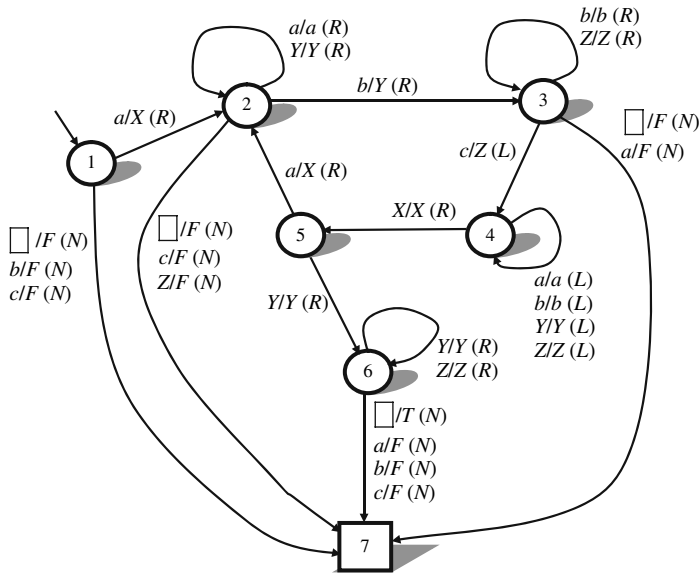 a/a (R)
Y/Y (R)
b/b (R)
Z/Z (R)
2
b/Y (R)
3
a/X (R)
□/F (N)
a/F (N)
1
a/X (R)
c/Z (L)
X/X (R)
5
4
□/F (N)
b/F (N)
c/F (N)
□/F (N)
c/F (N)
Z/F (N)
a/a (L)
b/b (L)
Y/Y (L)
Z/Z (L)
Y/Y (R)
6
Y/Y (R)
Z/Z (R)
□/T (N)
a/F (N)
b/F (N)
c/F (N)
7